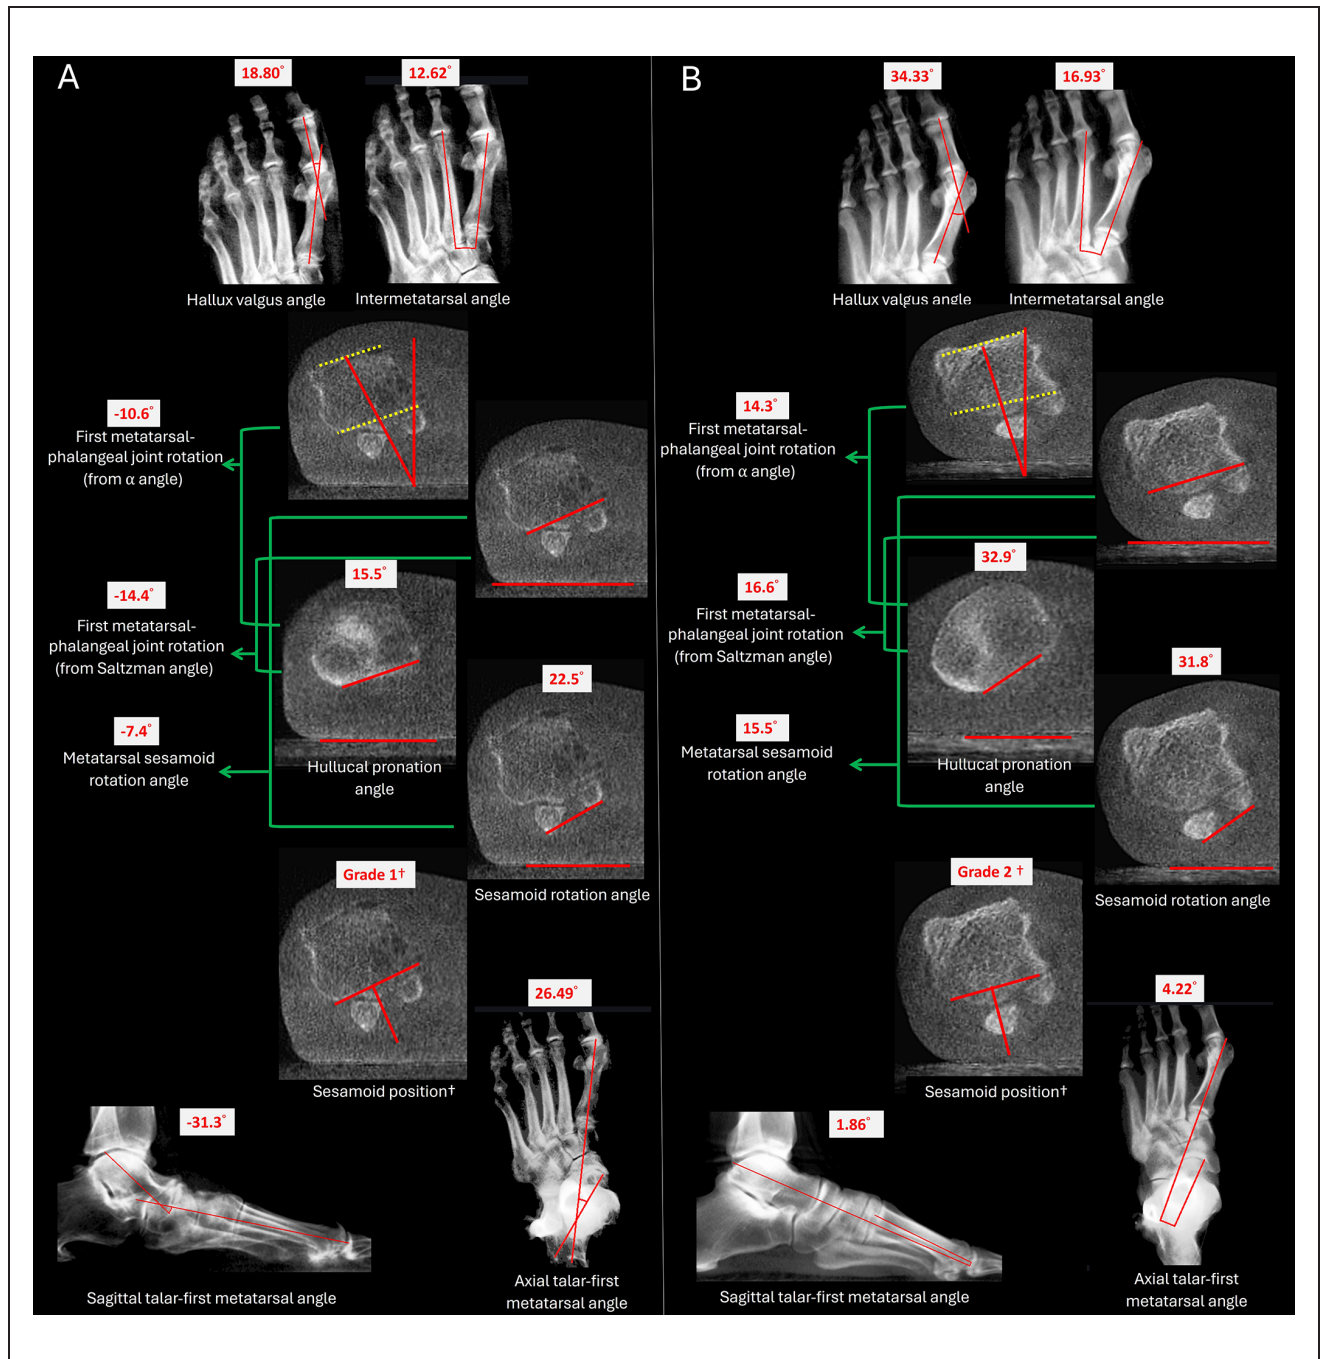 A
18.80°
12.62°
Hallux valgus angle
Intermetatarsal angle
-10.6°
First metatarsal-
phalangeal joint rotation
(from α angle)
-14.4°
First metatarsal-
phalangeal joint rotation
(from Saltzman angle)
15.5°
Hullucal pronation
angle
-7.4°
Metatarsal sesamoid
rotation angle
22.5°
Sesamoid rotation angle
Grade 1†
Sesamoid position†
26.49°
Axial talar-first
metatarsal angle
-31.3°
Sagittal talar-first metatarsal angle
B
34.33°
16.93°
Hallux valgus angle
Intermetatarsal angle
14.3°
First metatarsal-
phalangeal joint rotation
(from α angle)
16.6°
First metatarsal-
phalangeal joint rotation
(from Saltzman angle)
32.9°
Hullucal pronation
angle
15.5°
Metatarsal sesamoid
rotation angle
31.8°
Sesamoid rotation angle
Grade 2 †
Sesamoid position†
4.22°
Axial talar-first
metatarsal angle
1.86°
Sagittal talar-first metatarsal angle